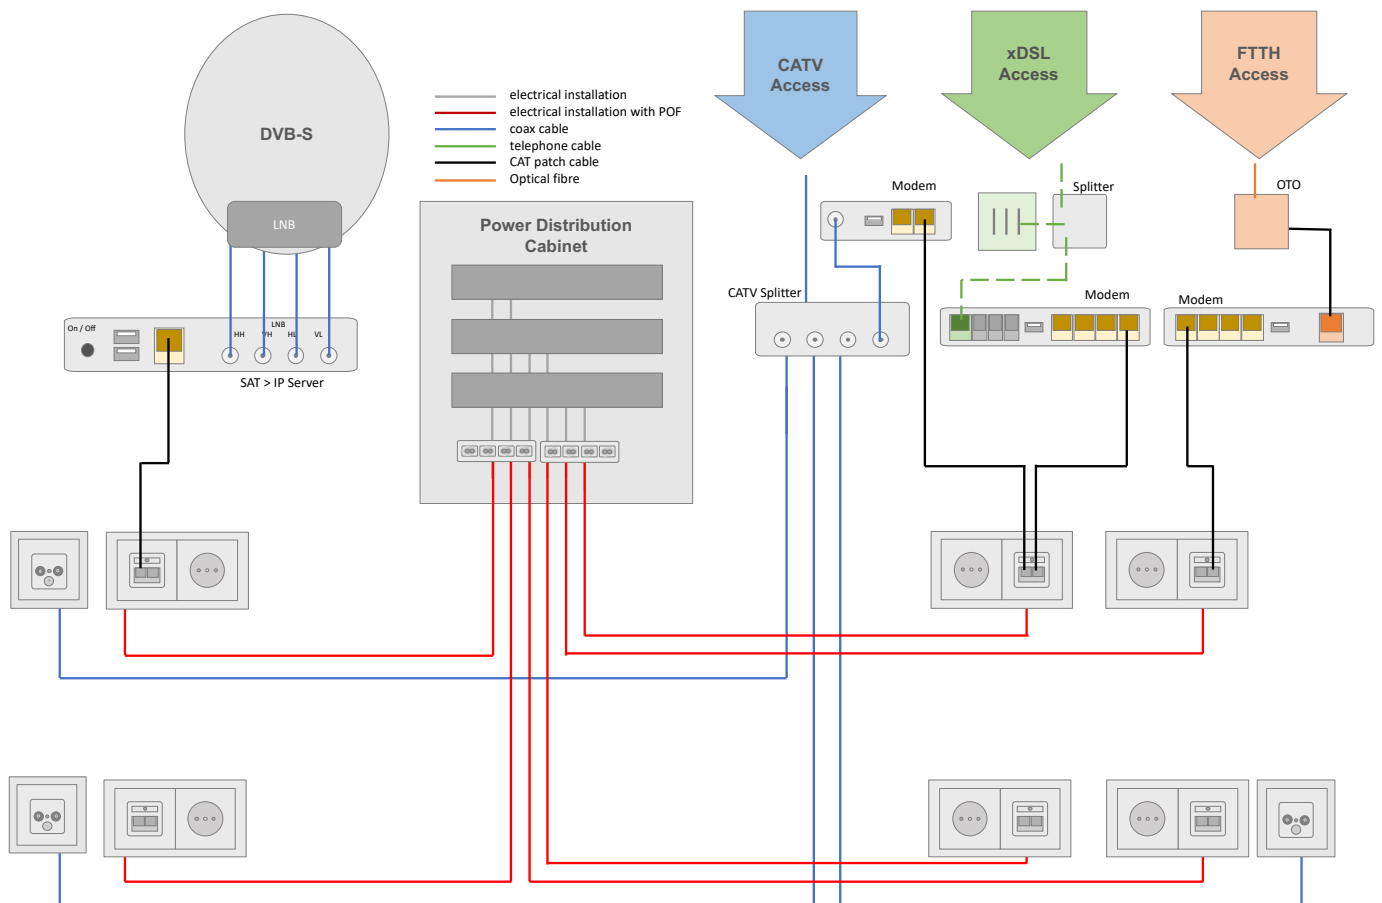 DVB-S
LNB
electrical installation
electrical installation with POF
coax cable
telephone cable
CAT patch cable
Optical fibre
CATV
Access
xDSL
Access
FTTH
Access
Power Distribution
Cabinet
Modem
Splitter
OTO
CATV Splitter
Modem
Modem
On / Off
LNB
HH
VH
HL
VL
SAT > IP Server